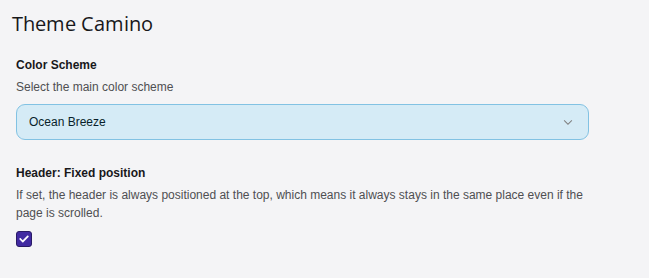 Theme Camino
Color Scheme
Select the main color scheme
Ocean Breeze
Header: Fixed position
If set, the header is always positioned at the top, which means it always stays in the same place even if the
page is scrolled.